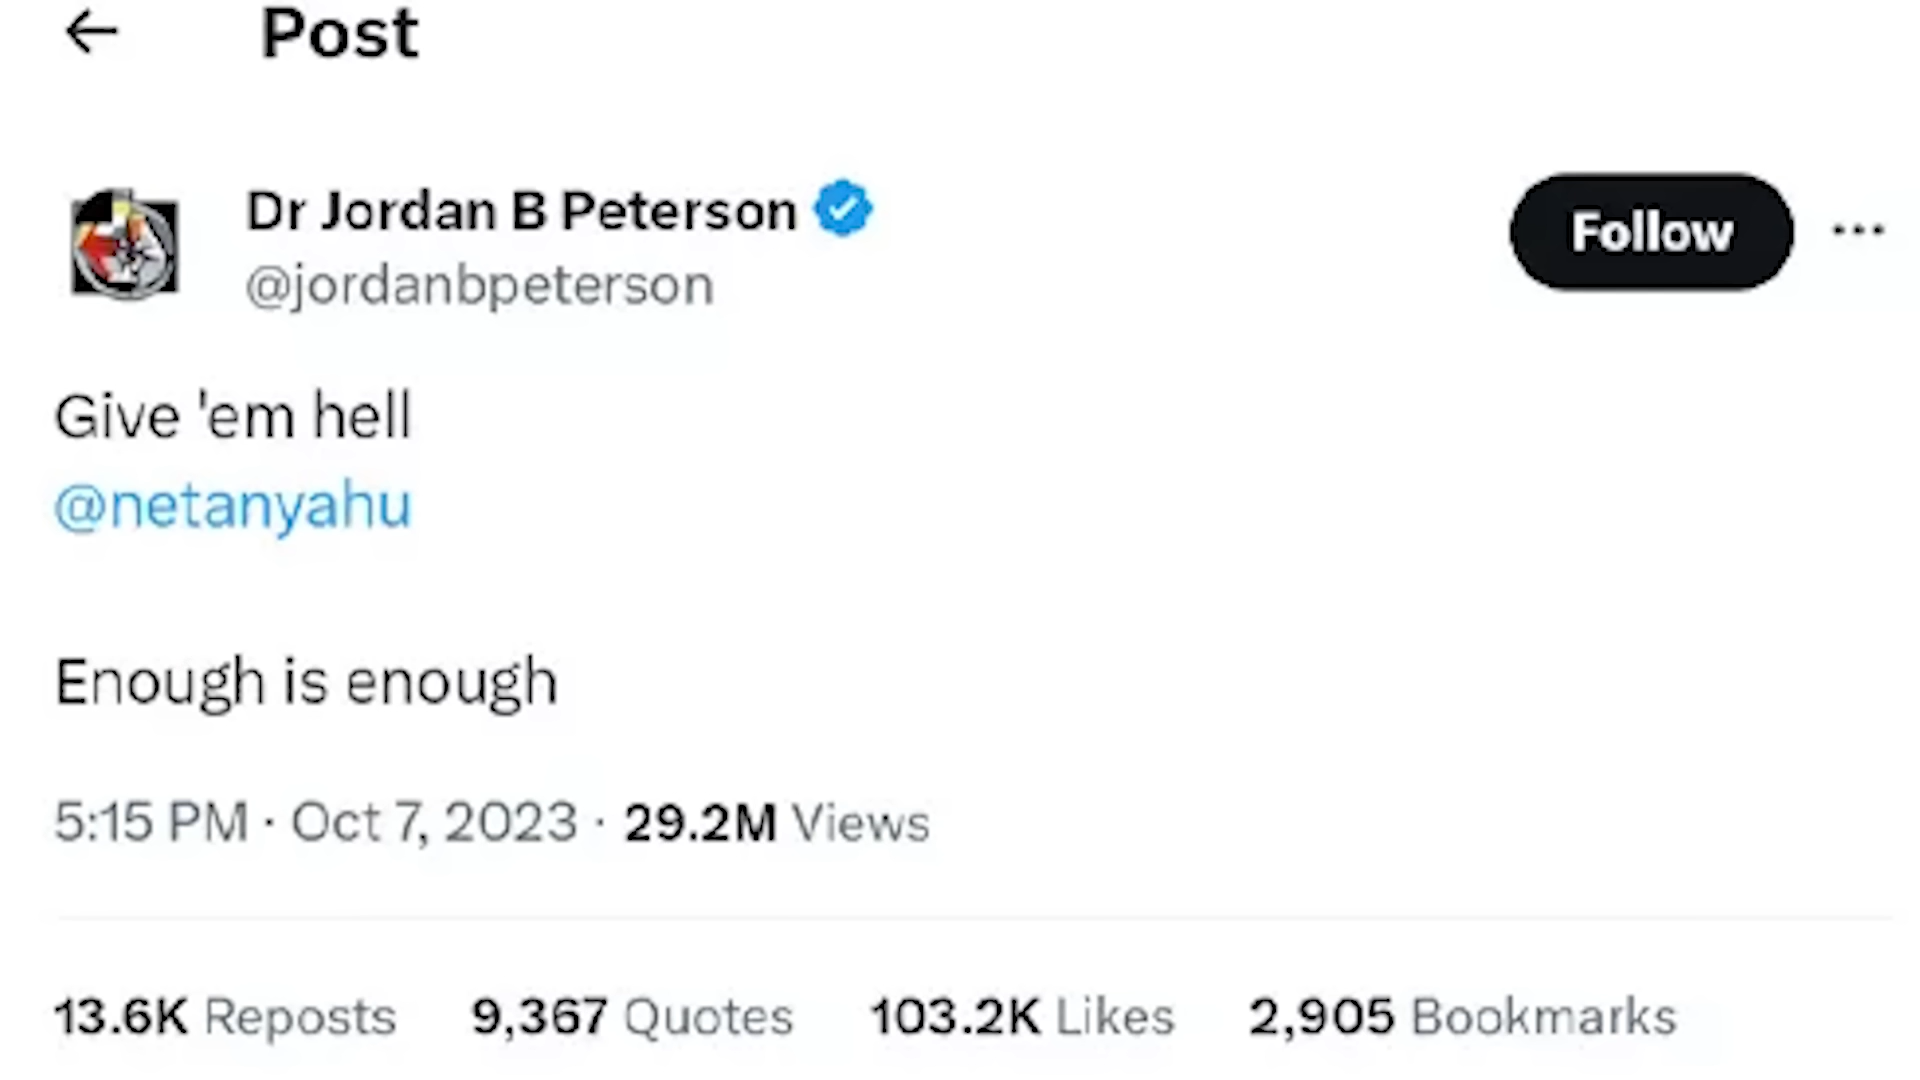 Post
Dr Jordan B Peterson
@jordanbpeterson
Follow
Give 'em hell
@netanyahu
Enough is enough
5:15 PM · Oct 7, 2023 · 29.2M Views
13.6K Reposts 9,367 Quotes 103.2K Likes 2,905 Bookmarks